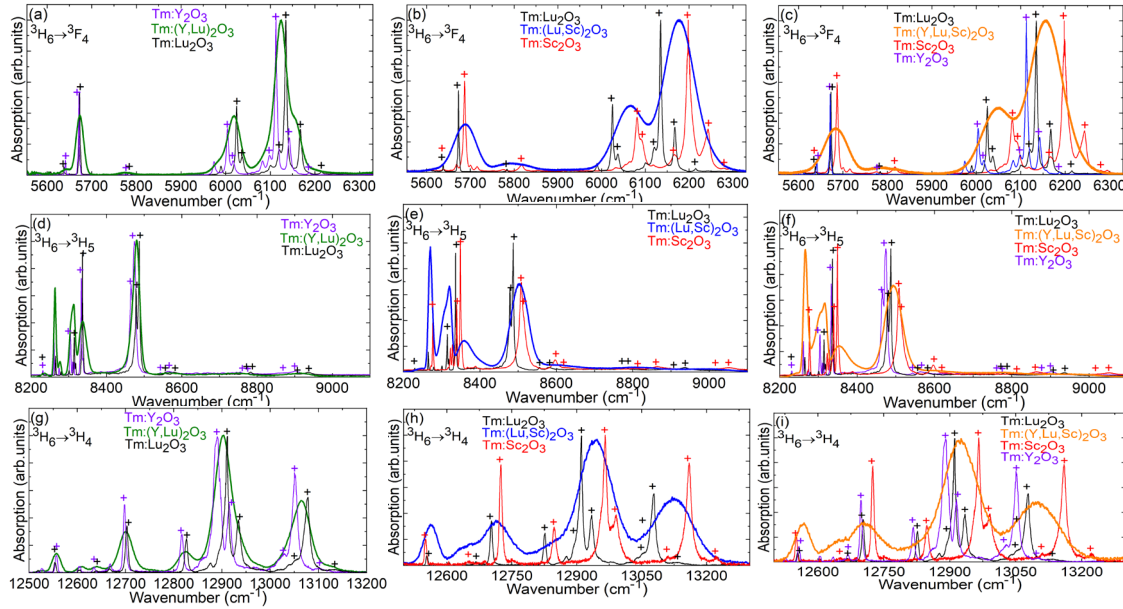 (a)
³H₆→³F₄
Tm:Y₂O₃
Tm:(Y,Lu)₂O₃
Tm:Lu₂O₃
Absorption (arb.units)
5600 5700 5800 5900 6000 6100 6200 6300
Wavenumber (cm⁻¹)
(b)
³H₆→³F₄
Tm:Lu₂O₃
Tm:(Lu,Sc)₂O₃
Tm:Sc₂O₃
Absorption (arb.units)
5600 5700 5800 5900 6000 6100 6200 6300
Wavenumber (cm⁻¹)
(c)
³H₆→³F₄
Tm:Lu₂O₃
Tm:(Y,Lu,Sc)₂O₃
Tm:Sc₂O₃
Tm:Y₂O₃
Absorption (arb.units)
5600 5700 5800 5900 6000 6100 6200 6300
Wavenumber (cm⁻¹)
(d)
³H₆→³H₅
Tm:Y₂O₃
Tm:(Y,Lu)₂O₃
Tm:Lu₂O₃
Absorption (arb.units)
8200 8400 8600 8800 9000
Wavenumber (cm⁻¹)
(e)
³H₆→³H₅
Tm:Lu₂O₃
Tm:(Lu,Sc)₂O₃
Tm:Sc₂O₃
Absorption (arb.units)
8200 8400 8600 8800 9000
Wavenumber (cm⁻¹)
(f)
³H₆→³H₅
Tm:Lu₂O₃
Tm:(Y,Lu,Sc)₂O₃
Tm:Sc₂O₃
Tm:Y₂O₃
Absorption (arb.units)
8200 8400 8600 8800 9000
Wavenumber (cm⁻¹)
(g)
³H₆→³H₄
Tm:Y₂O₃
Tm:(Y,Lu)₂O₃
Tm:Lu₂O₃
Absorption (arb.units)
12500 12600 12700 12800 12900 13000 13100 13200
Wavenumber (cm⁻¹)
(h)
³H₆→³H₄
Tm:Lu₂O₃
Tm:(Lu,Sc)₂O₃
Tm:Sc₂O₃
Absorption (arb.units)
12600 12750 12900 13050 13200
Wavenumber (cm⁻¹)
(i)
³H₆→³H₄
Tm:Lu₂O₃
Tm:(Y,Lu,Sc)₂O₃
Tm:Sc₂O₃
Tm:Y₂O₃
Absorption (arb.units)
12600 12750 12900 13050 13200
Wavenumber (cm⁻¹)